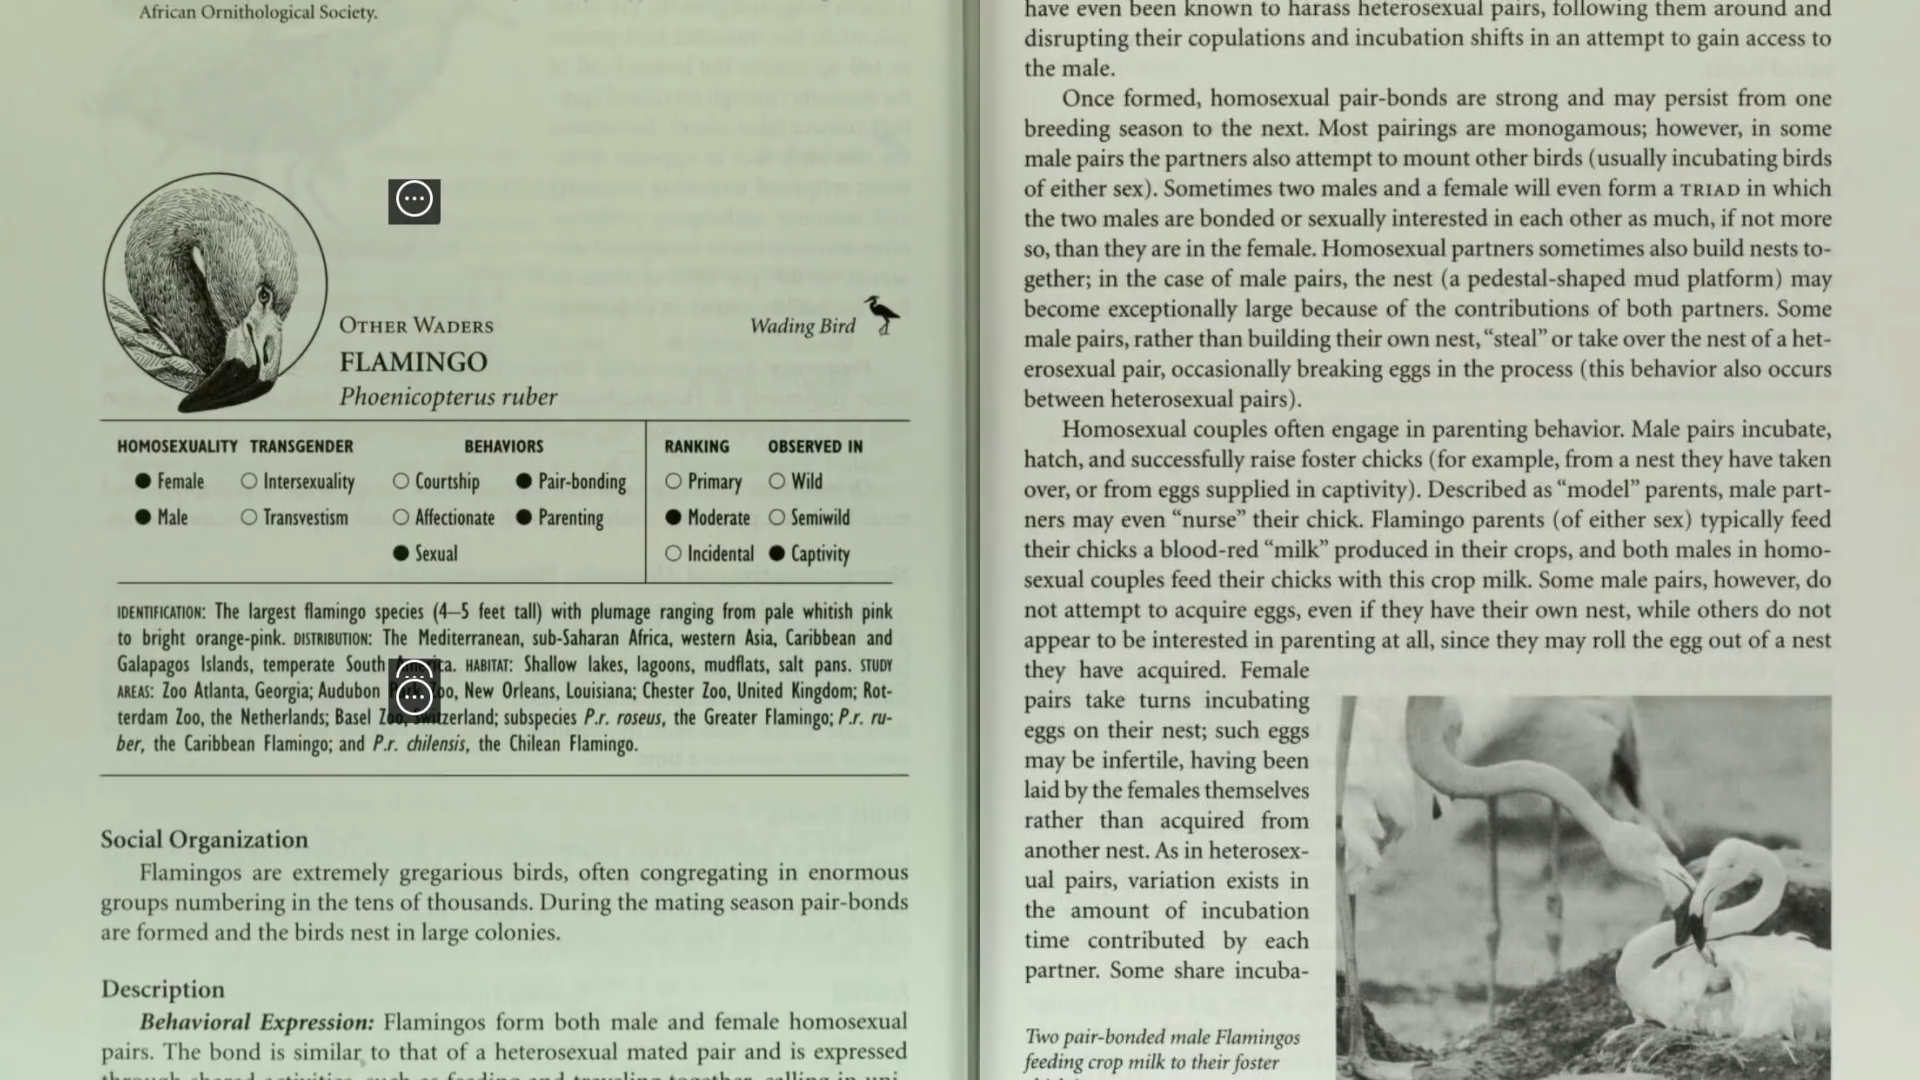 African Ornithological Society.
OTHER WADERS
Wading Bird
FLAMINGO
Phoenicopterus ruber
HOMOSEXUALITY TRANSGENDER BEHAVIORS RANKING OBSERVED IN
● Female ○ Intersexuality ○ Courtship ● Pair-bonding ○ Primary ○ Wild
● Male ○ Transvestism ○ Affectionate ● Parenting ● Moderate ○ Semiwild
● Sexual ○ Incidental ● Captivity
IDENTIFICATION: The largest flamingo species (4–5 feet tall) with plumage ranging from pale whitish pink
to bright orange-pink. DISTRIBUTION: The Mediterranean, sub-Saharan Africa, western Asia, Caribbean and
Galapagos Islands, temperate South America. HABITAT: Shallow lakes, lagoons, mudflats, salt pans. STUDY
AREAS: Zoo Atlanta, Georgia; Audubon Park Zoo, New Orleans, Louisiana; Chester Zoo, United Kingdom; Rot-
terdam Zoo, the Netherlands; Basel Zoo, Switzerland; subspecies P.r. roseus, the Greater Flamingo; P.r. ru-
ber, the Caribbean Flamingo; and P.r. chilensis, the Chilean Flamingo.
Social Organization
Flamingos are extremely gregarious birds, often congregating in enormous
groups numbering in the tens of thousands. During the mating season pair-bonds
are formed and the birds nest in large colonies.
Description
Behavioral Expression: Flamingos form both male and female homosexual
pairs. The bond is similar to that of a heterosexual mated pair and is expressed
through shared activities, such as feeding and traveling together, calling in uni-
have even been known to harass heterosexual pairs, following them around and
disrupting their copulations and incubation shifts in an attempt to gain access to
the male.
Once formed, homosexual pair-bonds are strong and may persist from one
breeding season to the next. Most pairings are monogamous; however, in some
male pairs the partners also attempt to mount other birds (usually incubating birds
of either sex). Sometimes two males and a female will even form a TRIAD in which
the two males are bonded or sexually interested in each other as much, if not more
so, than they are in the female. Homosexual partners sometimes also build nests to-
gether; in the case of male pairs, the nest (a pedestal-shaped mud platform) may
become exceptionally large because of the contributions of both partners. Some
male pairs, rather than building their own nest, “steal” or take over the nest of a het-
erosexual pair, occasionally breaking eggs in the process (this behavior also occurs
between heterosexual pairs).
Homosexual couples often engage in parenting behavior. Male pairs incubate,
hatch, and successfully raise foster chicks (for example, from a nest they have taken
over, or from eggs supplied in captivity). Described as “model” parents, male part-
ners may even “nurse” their chick. Flamingo parents (of either sex) typically feed
their chicks a blood-red “milk” produced in their crops, and both males in homo-
sexual couples feed their chicks with this crop milk. Some male pairs, however, do
not attempt to acquire eggs, even if they have their own nest, while others do not
appear to be interested in parenting at all, since they may roll the egg out of a nest
they have acquired. Female
pairs take turns incubating
eggs on their nest; such eggs
may be infertile, having been
laid by the females themselves
rather than acquired from
another nest. As in heterosex-
ual pairs, variation exists in
the amount of incubation
time contributed by each
partner. Some share incuba-
Two pair-bonded male Flamingos
feeding crop milk to their foster